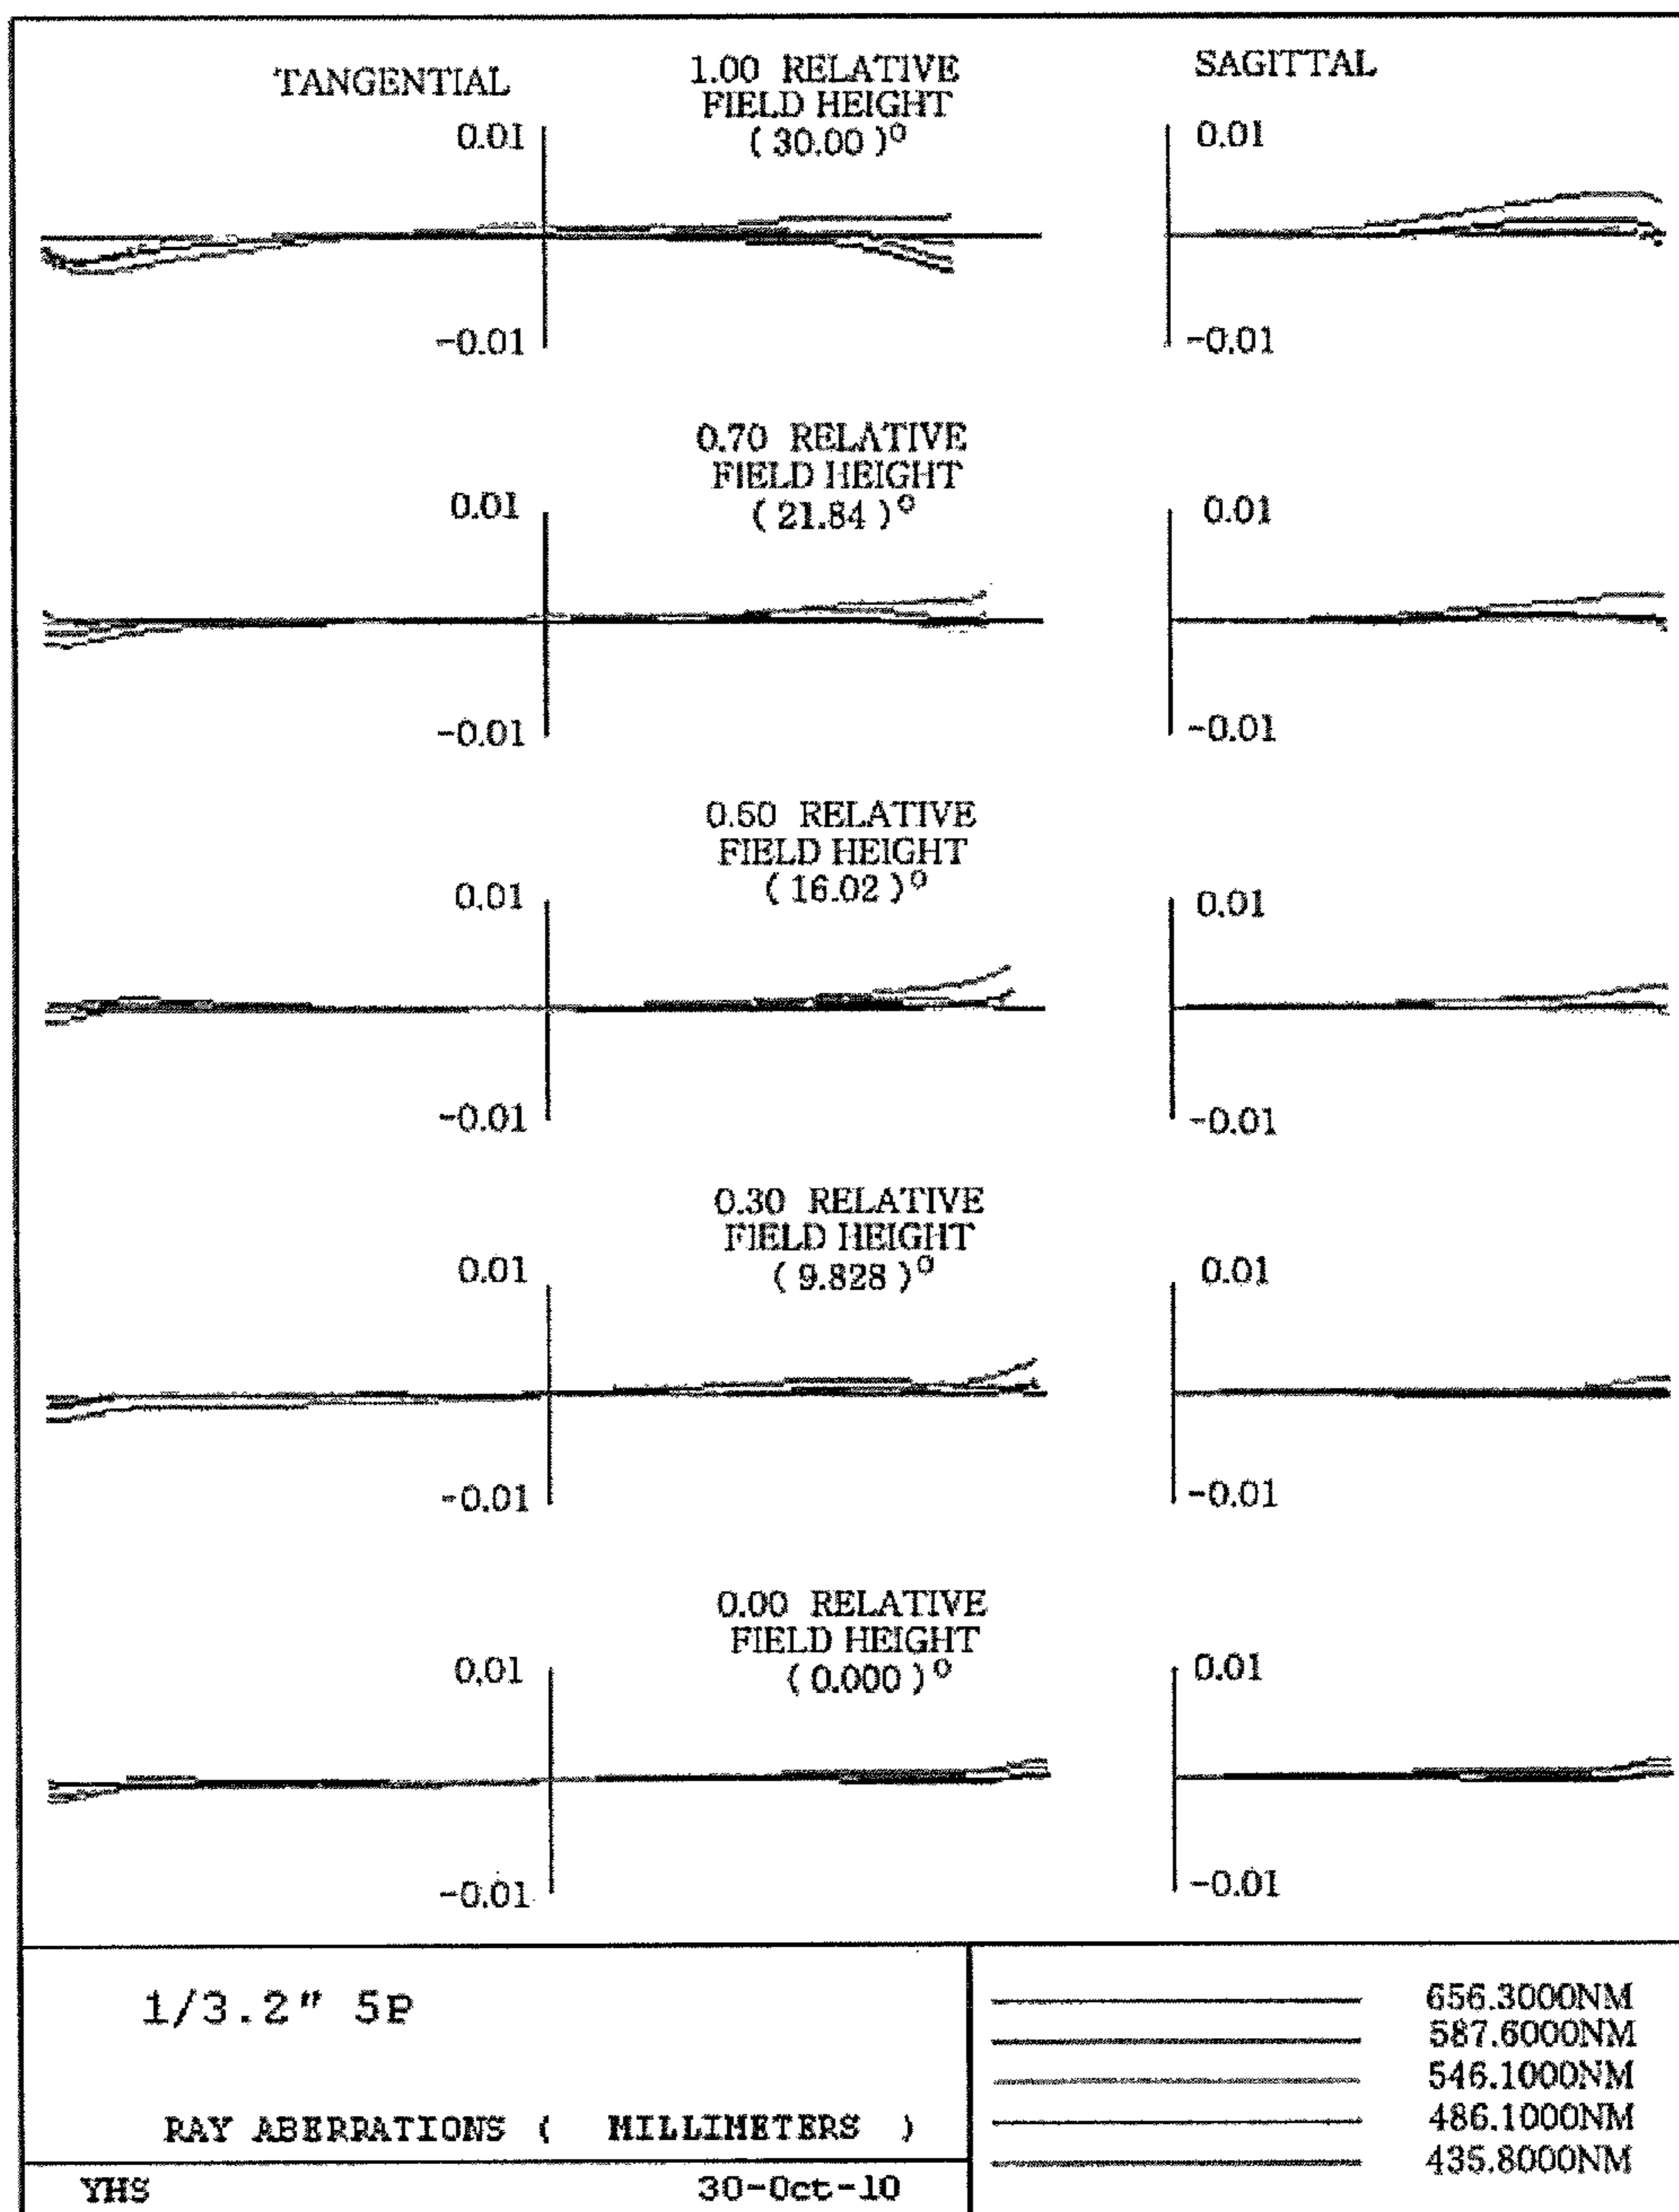 TANGENTIAL
1.00 RELATIVE
FIELD HEIGHT
( 30.00 )°
SAGITTAL
0.01
0.01
-0.01
-0.01
0.70 RELATIVE
FIELD HEIGHT
( 21.84 )°
0.01
0.01
-0.01
-0.01
0.50 RELATIVE
FIELD HEIGHT
( 16.02 )°
0.01
0.01
-0.01
-0.01
0.30 RELATIVE
FIELD HEIGHT
( 9.828 )°
0.01
0.01
-0.01
-0.01
0.00 RELATIVE
FIELD HEIGHT
( 0.000 )°
0.01
0.01
-0.01
-0.01
1/3.2" 5P
RAY ABERRATIONS ( MILLIMETERS )
YHS
30-Oct-10
656.3000NM
587.6000NM
546.1000NM
486.1000NM
435.8000NM